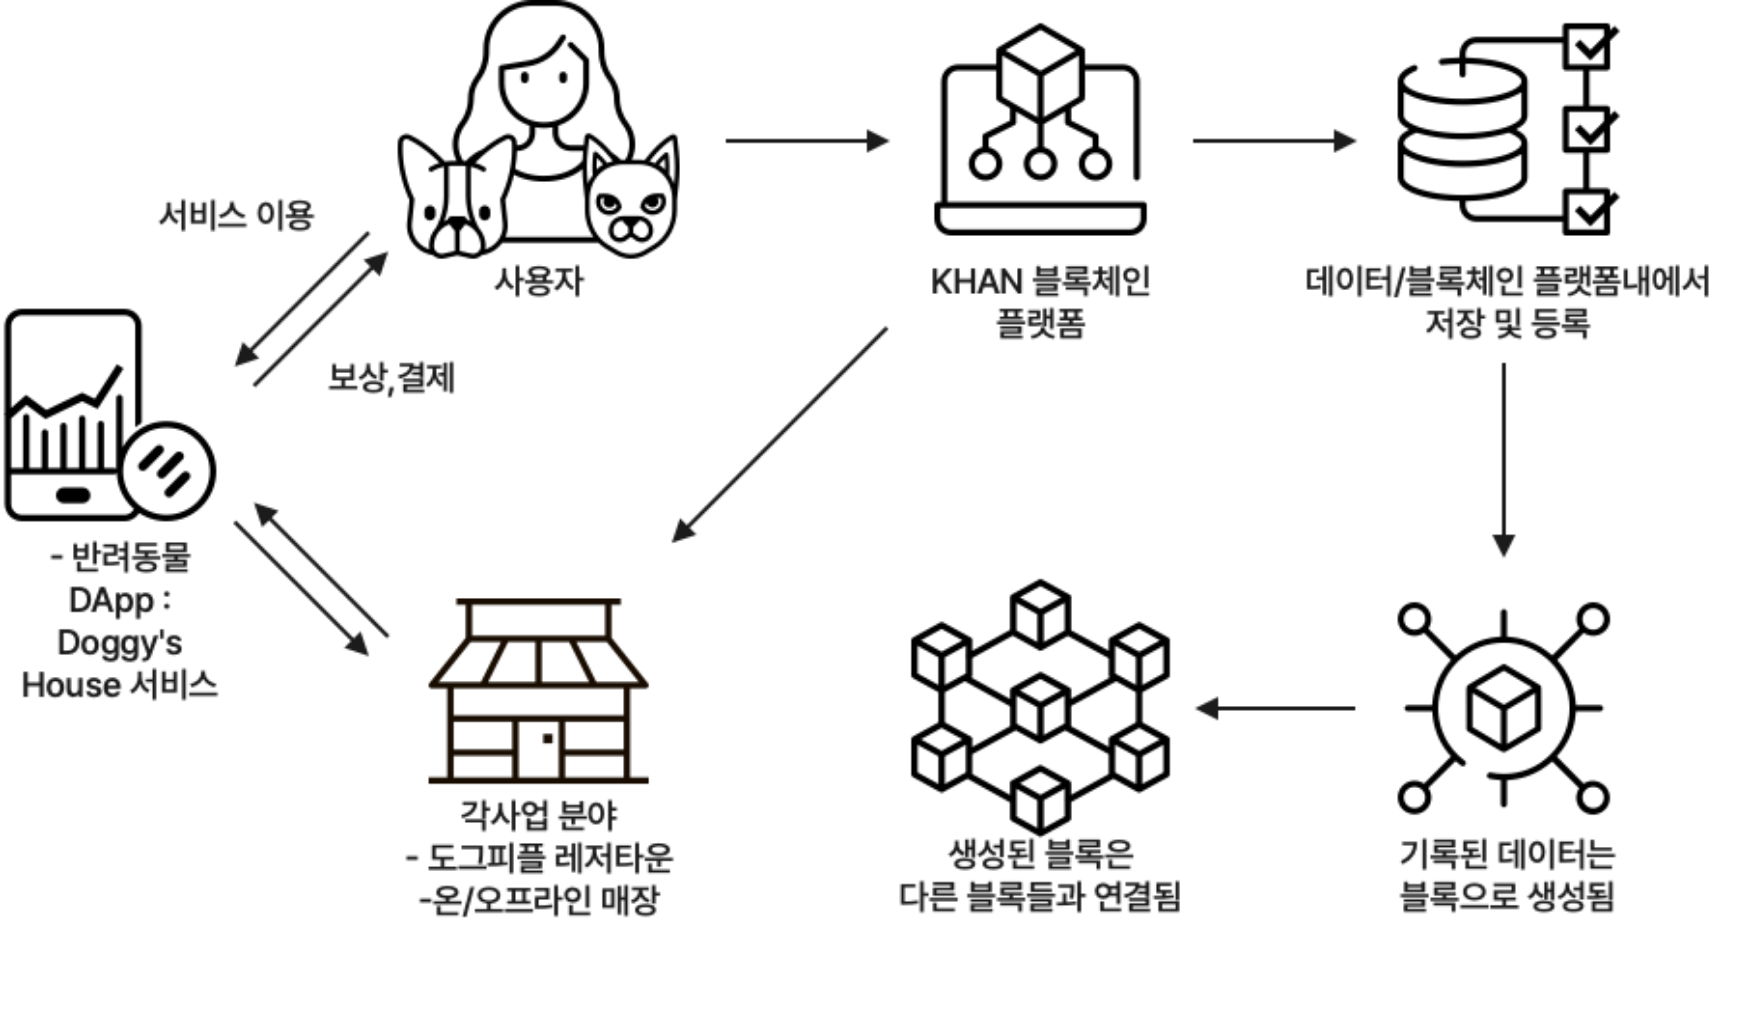 서비스 이용
사용자
보상,결제
KHAN 블록체인
플랫폼
데이터/블록체인 플랫폼내에서
저장 및 등록
- 반려동물
DApp :
Doggy's
House 서비스
각사업 분야
- 도그피플 레저타운
-온/오프라인 매장
생성된 블록은
다른 블록들과 연결됨
기록된 데이터는
블록으로 생성됨